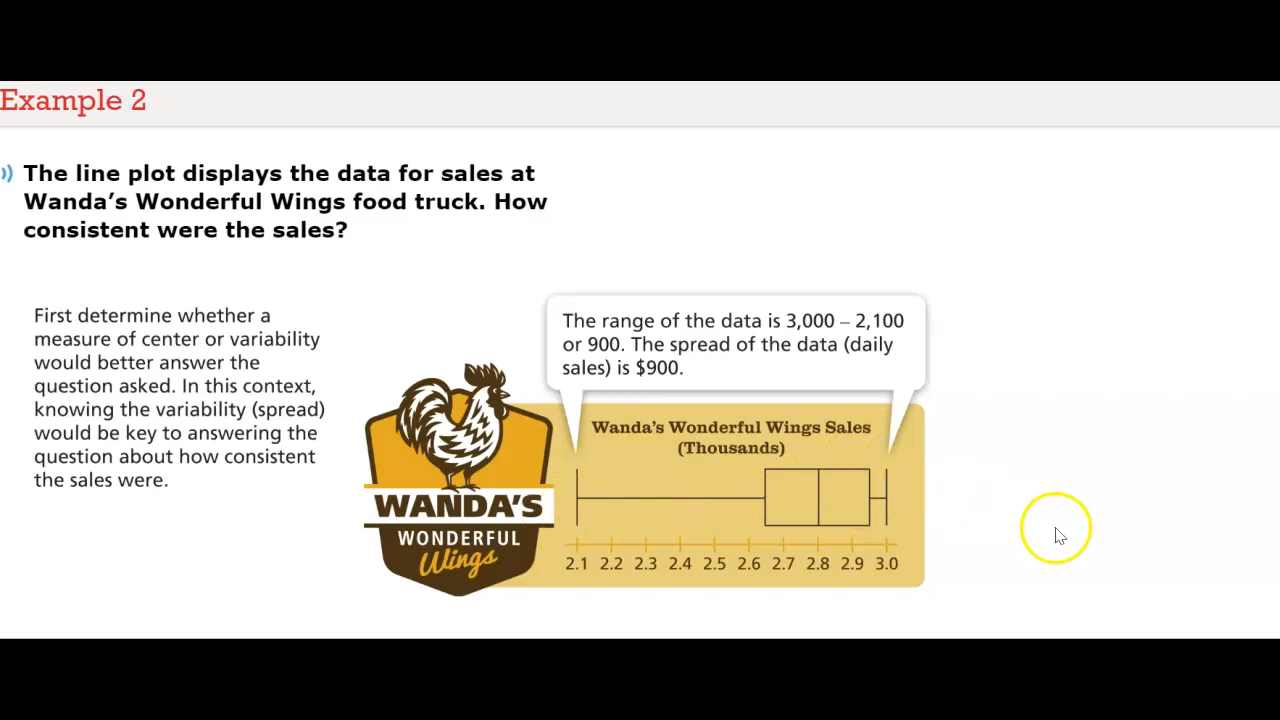 Example 2
The line plot displays the data for sales at
Wanda’s Wonderful Wings food truck. How
consistent were the sales?
First determine whether a
measure of center or variability
would better answer the
question asked. In this context,
knowing the variability (spread)
would be key to answering the
question about how consistent
the sales were.
The range of the data is 3,000 – 2,100
or 900. The spread of the data (daily
sales) is $900.
WANDA’S
WONDERFUL
Wings
Wanda’s Wonderful Wings Sales
(Thousands)
2.1 2.2 2.3 2.4 2.5 2.6 2.7 2.8 2.9 3.0